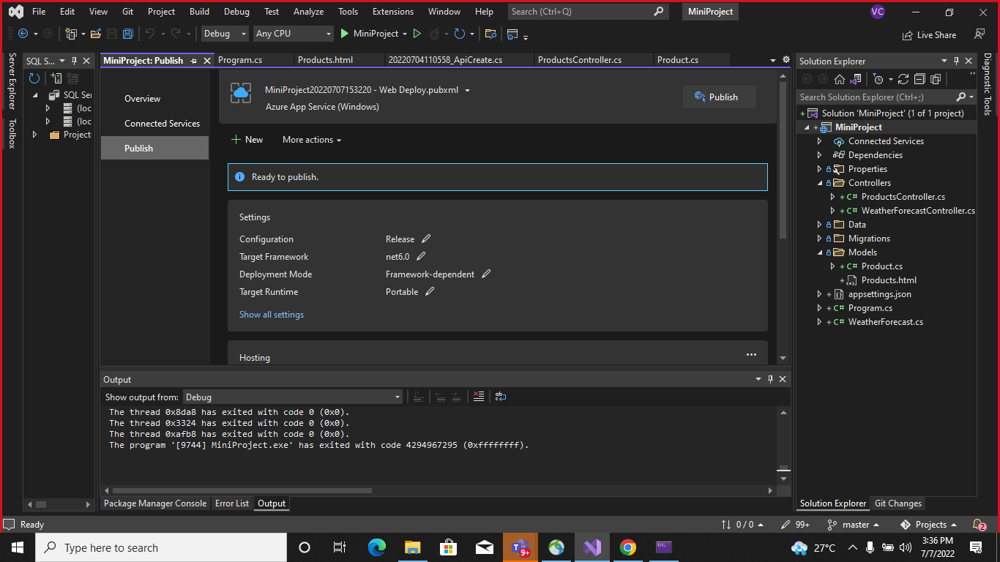 File Edit View Git Project Build Debug Test Analyze Tools Extensions Window Help Search (Ctrl+Q) MiniProject VC
Debug Any CPU MiniProject Live Share
Server Explorer
Toolbox
SQL S...
SQL Ser
(loc
(loc
Project
MiniProject: Publish Program.cs Products.html 20220704110558_ApiCreate.cs ProductsController.cs Product.cs
Overview
Connected Services
Publish
MiniProject20220707153220 - Web Deploy.pubxml
Azure App Service (Windows)
Publish
New More actions
Ready to publish.
Settings
Configuration Release
Target Framework net6.0
Deployment Mode Framework-dependent
Target Runtime Portable
Show all settings
Hosting
Output
Show output from: Debug
The thread 0x8da8 has exited with code 0 (0x0).
The thread 0x3324 has exited with code 0 (0x0).
The thread 0xafb8 has exited with code 0 (0x0).
The program '[9744] MiniProject.exe' has exited with code 4294967295 (0xffffffff).
Package Manager Console Error List Output
Solution Explorer
Search Solution Explorer (Ctrl+;)
Solution 'MiniProject' (1 of 1 project)
MiniProject
Connected Services
Dependencies
Properties
Controllers
C# ProductsController.cs
C# WeatherForecastController.cs
Data
Migrations
Models
C# Product.cs
Products.html
appsettings.json
C# Program.cs
C# WeatherForecast.cs
Solution Explorer Git Changes
Diagnostic Tools
Ready 0 / 0 99+ master Projects 2
Type here to search 9+ 27°C 3:36 PM
7/7/2022